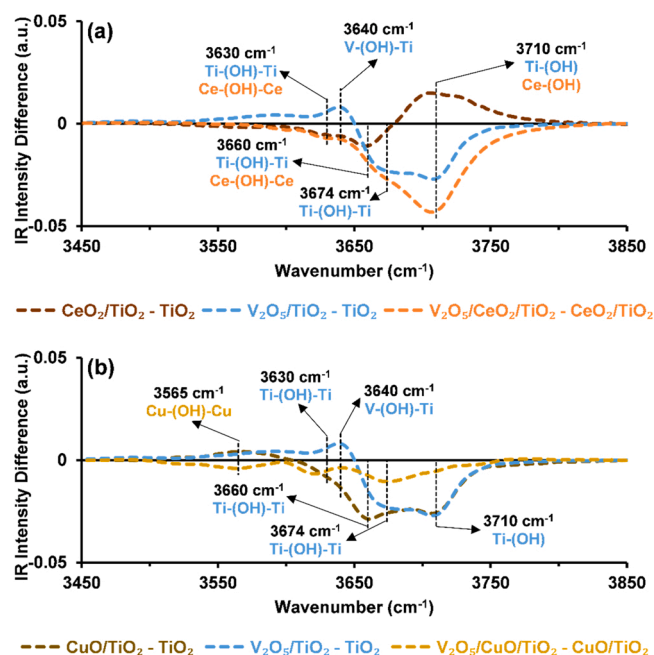 (a)
0.05
0
-0.05
IR Intensity Difference (a.u.)
3630 cm⁻¹
Ti-(OH)-Ti
Ce-(OH)-Ce
3640 cm⁻¹
V-(OH)-Ti
3710 cm⁻¹
Ti-(OH)
Ce-(OH)
3660 cm⁻¹
Ti-(OH)-Ti
Ce-(OH)-Ce
3674 cm⁻¹
Ti-(OH)-Ti
3450 3550 3650 3750 3850
Wavenumber (cm⁻¹)
CeO₂/TiO₂ - TiO₂ V₂O₅/TiO₂ - TiO₂ V₂O₅/CeO₂/TiO₂ - CeO₂/TiO₂
(b)
0.05
0
-0.05
IR Intensity Difference (a.u.)
3565 cm⁻¹
Cu-(OH)-Cu
3630 cm⁻¹
Ti-(OH)-Ti
3640 cm⁻¹
V-(OH)-Ti
3660 cm⁻¹
Ti-(OH)-Ti
3674 cm⁻¹
Ti-(OH)-Ti
3710 cm⁻¹
Ti-(OH)
3450 3550 3650 3750 3850
Wavenumber (cm⁻¹)
CuO/TiO₂ - TiO₂ V₂O₅/TiO₂ - TiO₂ V₂O₅/CuO/TiO₂ - CuO/TiO₂